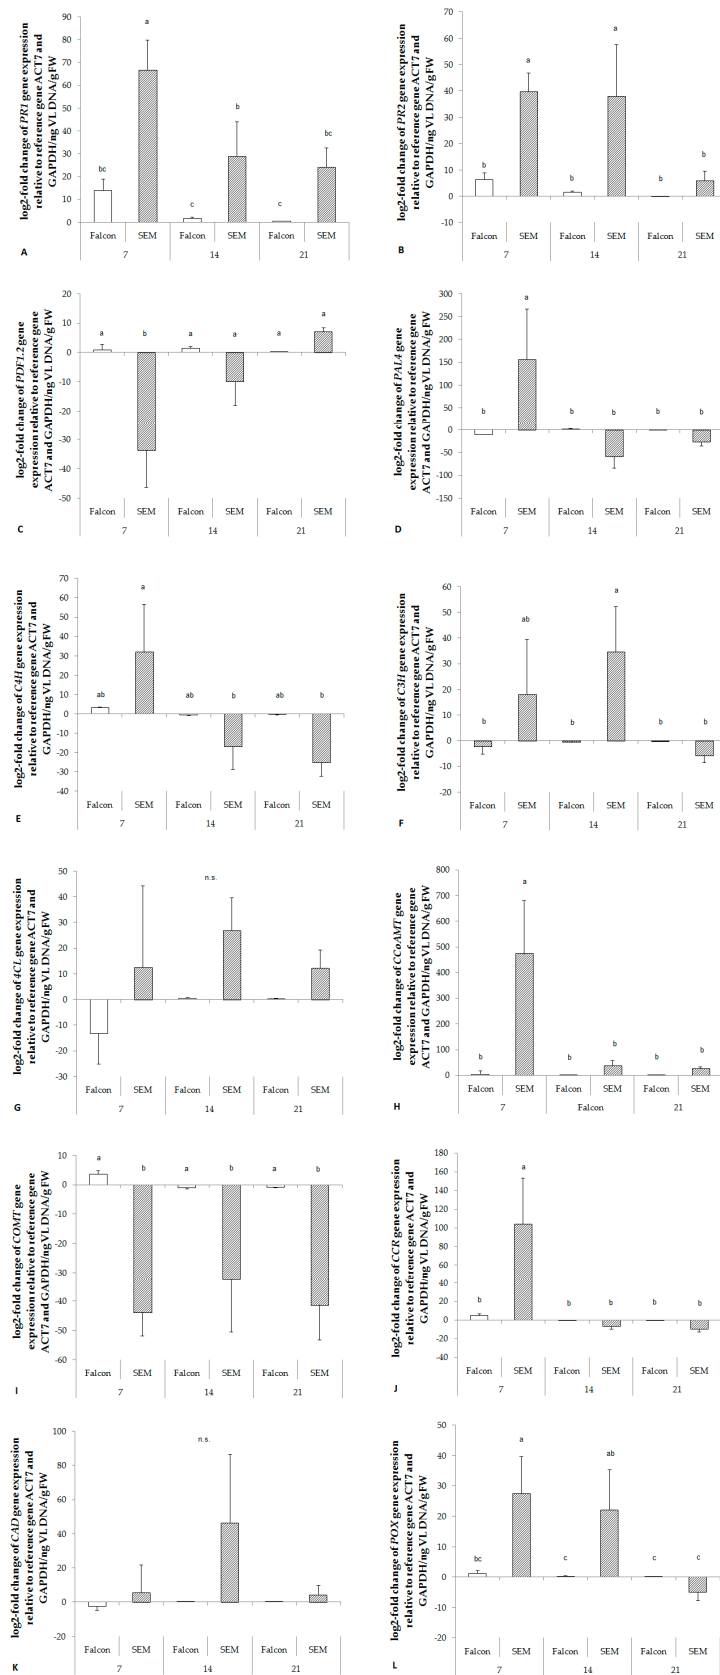 log2-fold change of PR1 gene expression
relative to reference gene ACT7 and
GAPDH/ng VL DNA/gFW
90
80
70
60
50
40
30
20
10
0
bc
a
c
b
c
bc
Falcon SEM Falcon SEM Falcon SEM
7 14 21
A
log2-fold change of PR2 gene expression
relative to reference gene ACT7 and
GAPDH/ng VL DNA/gFW
70
60
50
40
30
20
10
0
-10
b
a
b
a
b
b
Falcon SEM Falcon SEM Falcon SEM
7 14 21
B
log2-fold change of PDF1.2 gene
expression relative to reference gene
ACT7 and GAPDH/ng VL DNA/gFW
20
10
0
-10
-20
-30
-40
-50
a
b
a
a
a
a
Falcon SEM Falcon SEM Falcon SEM
7 14 21
C
log2-fold change of PAL4 gene
expression relative to reference gene
ACT7 and GAPDH/ng VL DNA/gFW
300
250
200
150
100
50
0
-50
-100
-150
b
a
b
b
b
b
Falcon SEM Falcon SEM Falcon SEM
7 14 21
D
log2-fold change of C4H gene expression
relative to reference gene ACT7 and
GAPDH/ng VL DNA/gFW
70
60
50
40
30
20
10
0
-10
-20
-30
-40
ab
a
ab
b
ab
b
Falcon SEM Falcon SEM Falcon SEM
7 14 21
E
log2-fold change of C3H gene expression
relative to reference gene ACT7 and
GAPDH/ng VL DNA/gFW
60
50
40
30
20
10
0
-10
-20
b
ab
b
a
b
b
Falcon SEM Falcon SEM Falcon SEM
7 14 21
F
log2-fold change of 4CL gene expression
relative to reference gene ACT7 and
GAPDH/ng VL DNA/gFW
50
40
30
20
10
0
-10
-20
-30
n.s.
Falcon SEM Falcon SEM Falcon SEM
7 14 21
G
log2-fold change of CCoAMT gene
expression relative to reference gene
ACT7 and GAPDH/ng VL DNA/gFW
800
700
600
500
400
300
200
100
0
b
a
b
b
b
b
Falcon SEM Falcon SEM Falcon SEM
7 Falcon 21
H
log2-fold change of COMT gene
expression relative to reference gene
ACT7 and GAPDH/ng VL DNA/gFW
10
0
-10
-20
-30
-40
-50
-60
a
b
a
b
a
b
Falcon SEM Falcon SEM Falcon SEM
7 14 21
I
log2-fold change of CCR gene expression
relative to reference gene ACT7 and
GAPDH/ng VL DNA/gFW
180
160
140
120
100
80
60
40
20
0
-20
-40
b
a
b
b
b
b
Falcon SEM Falcon SEM Falcon SEM
7 14 21
J
log2-fold change of CAD gene expression
relative to reference gene ACT7 and
GAPDH/ng VL DNA/gFW
100
80
60
40
20
0
-20
n.s.
Falcon SEM Falcon SEM Falcon SEM
7 14 21
K
log2-fold change of POX gene expression
relative to reference gene ACT7 and
GAPDH/ng VL DNA/gFW
50
40
30
20
10
0
-10
-20
bc
a
c
ab
c
c
Falcon SEM Falcon SEM Falcon SEM
7 14 21
L